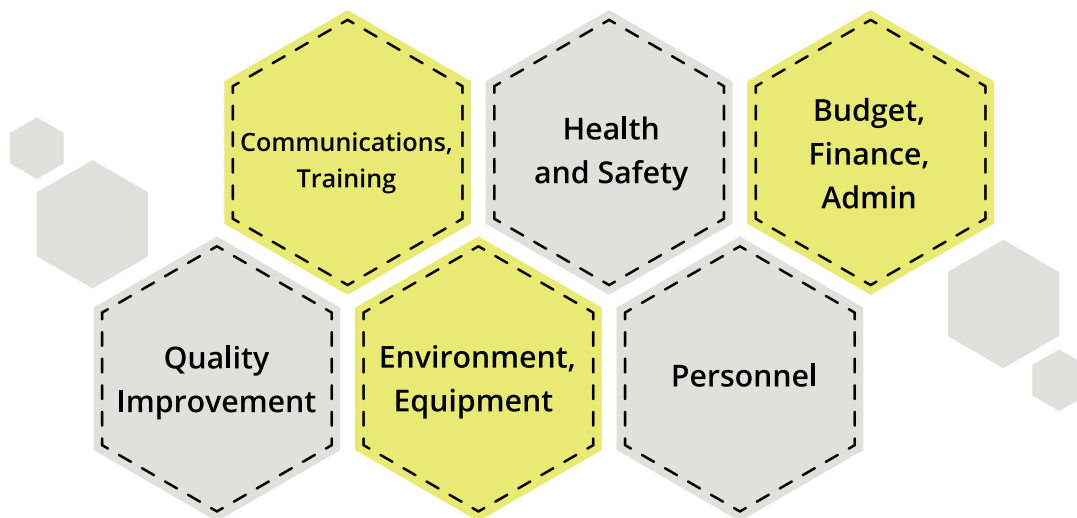 Communications,
Training
Health
and Safety
Budget,
Finance,
Admin
Quality
Improvement
Environment,
Equipment
Personnel